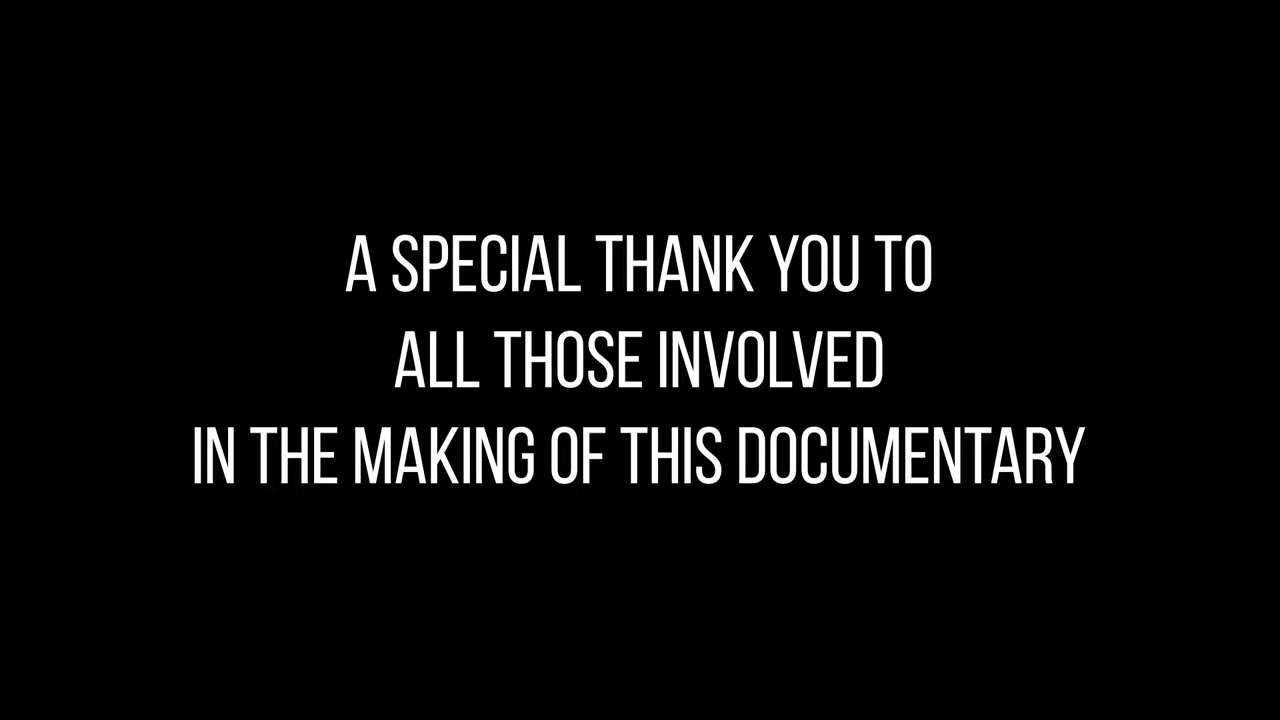 A SPECIAL THANK YOU TO
ALL THOSE INVOLVED
IN THE MAKING OF THIS DOCUMENTARY